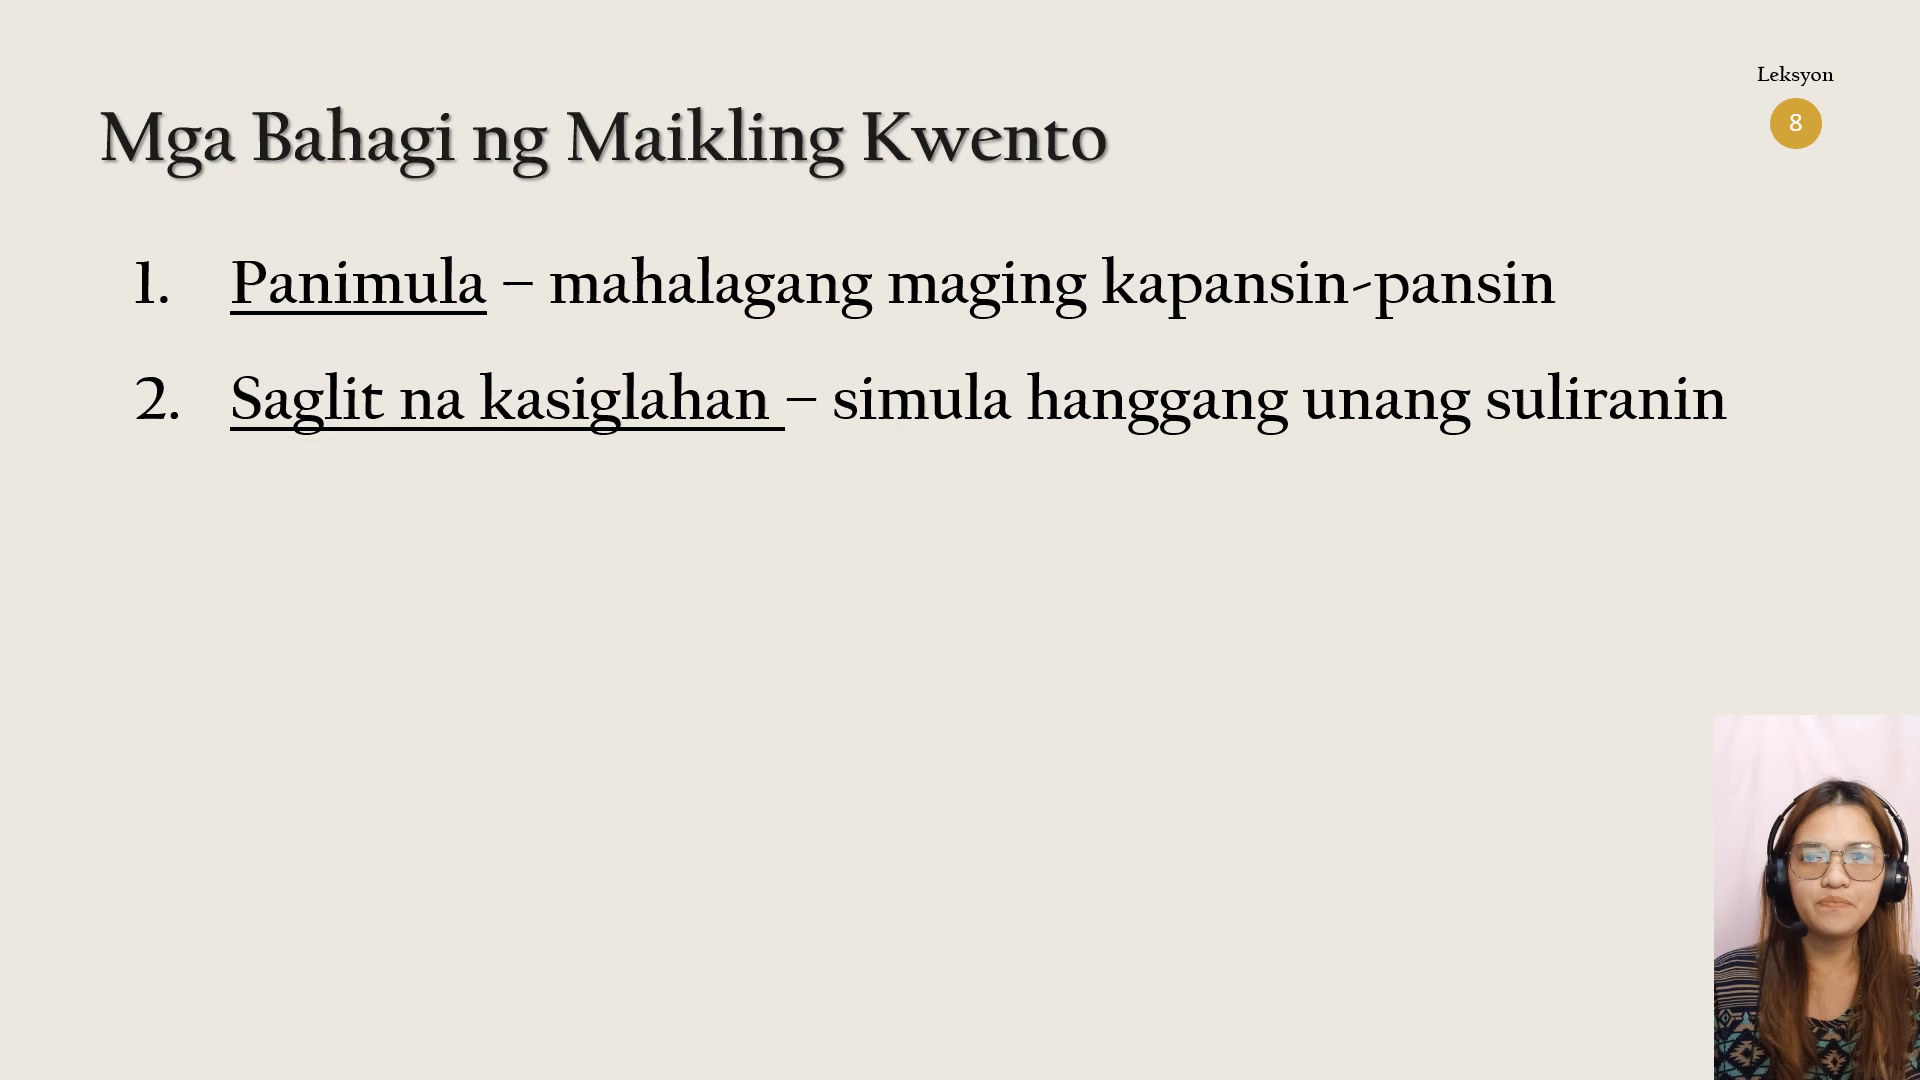 Leksyon
8
Mga Bahagi ng Maikling Kwento
1. Panimula – mahalagang maging kapansin-pansin
2. Saglit na kasiglahan – simula hanggang unang suliranin